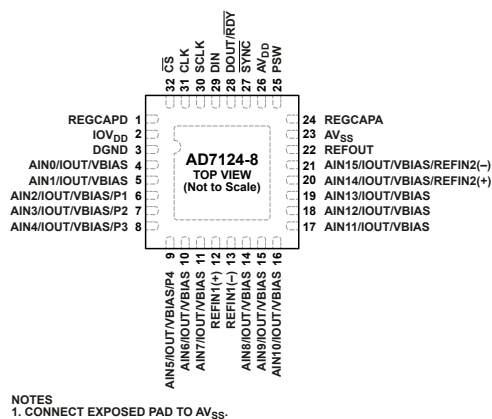 32 C̅S̅
31 CLK
30 SCLK
29 DIN
28 DOUT/R̅D̅Y̅
27 S̅Y̅N̅C̅
26 AVDD
25 PSW
REGCAPD 1
IOVDD 2
DGND 3
AIN0/IOUT/VBIAS 4
AIN1/IOUT/VBIAS 5
AIN2/IOUT/VBIAS/P1 6
AIN3/IOUT/VBIAS/P2 7
AIN4/IOUT/VBIAS/P3 8
AD7124-8
TOP VIEW
(Not to Scale)
24 REGCAPA
23 AVSS
22 REFOUT
21 AIN15/IOUT/VBIAS/REFIN2(–)
20 AIN14/IOUT/VBIAS/REFIN2(+)
19 AIN13/IOUT/VBIAS
18 AIN12/IOUT/VBIAS
17 AIN11/IOUT/VBIAS
AIN5/IOUT/VBIAS/P4 9
AIN6/IOUT/VBIAS 10
AIN7/IOUT/VBIAS 11
REFIN1(+) 12
REFIN1(–) 13
AIN8/IOUT/VBIAS 14
AIN9/IOUT/VBIAS 15
AIN10/IOUT/VBIAS 16
NOTES
1. CONNECT EXPOSED PAD TO AVSS.